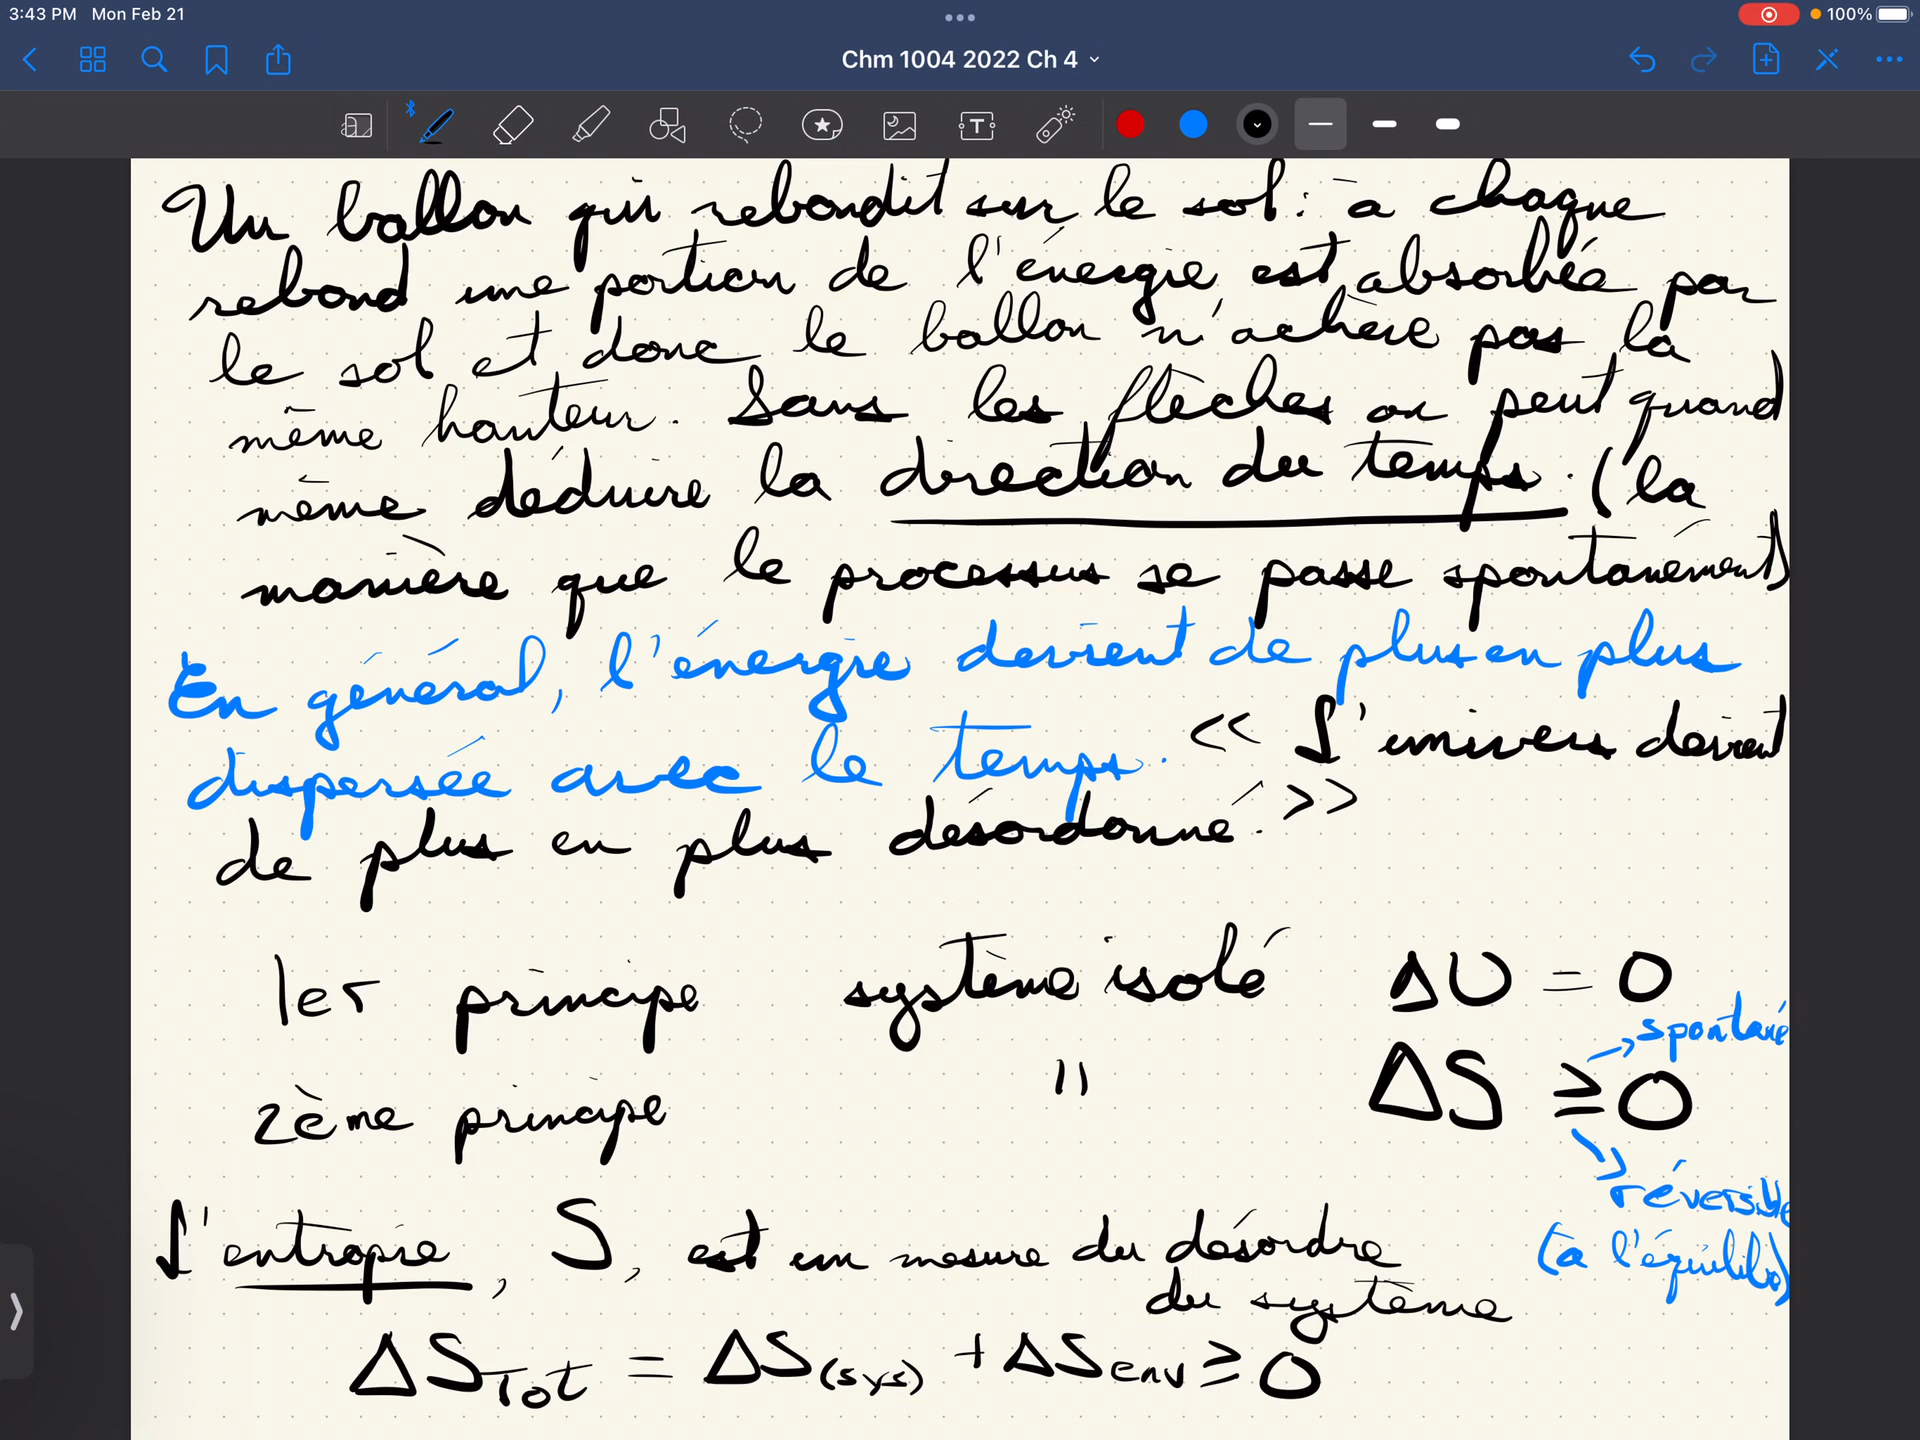 3:43 PM Mon Feb 21
100%
Chm 1004 2022 Ch 4
Un ballon qui rebondit sur le sol: a chaque
rebond une portion de l'énergie est absorbée par
le sol et donc le ballon n'achève pas la
même hauteur. Sans les flèches on peut quand
même déduire la direction du temps. (la
manière que le processus se passe spontanément)
En général, l'énergie devient de plus en plus
dispersée avec le temps. << L'univers devient
de plus en plus désordonné. >>
1er principe système isolé ΔU = 0
→ spontané
2ème principe " ΔS ≥ 0
→ réversible
(a l'équilibre)
L'entropie, S, est un mesure du désordre
du système
ΔS Tot = ΔS (sys) + ΔS env ≥ 0